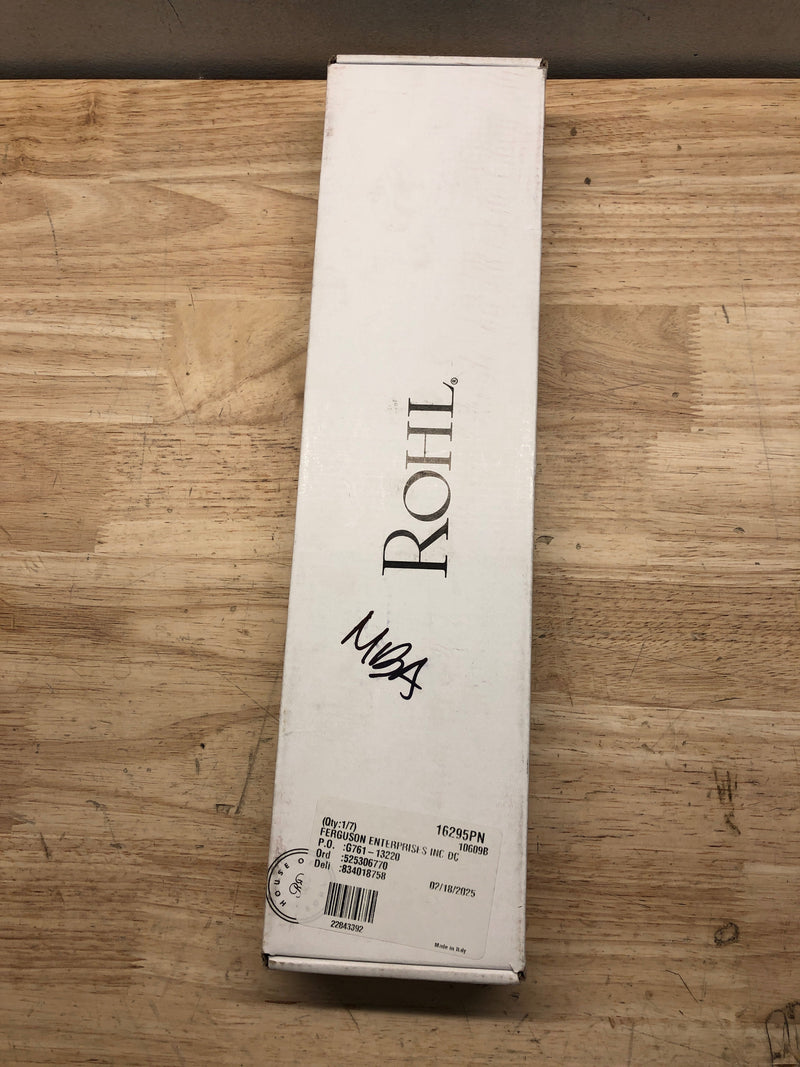 ROHL®
MBA
(Qty:1/7) 16295PN
FERGUSON ENTERPRISES INC DC 10609B
P.O. :G761-13220
Ord :525306770
Deli :834018758 02/18/2025
22843392
Made in Italy
HOUSE O
R